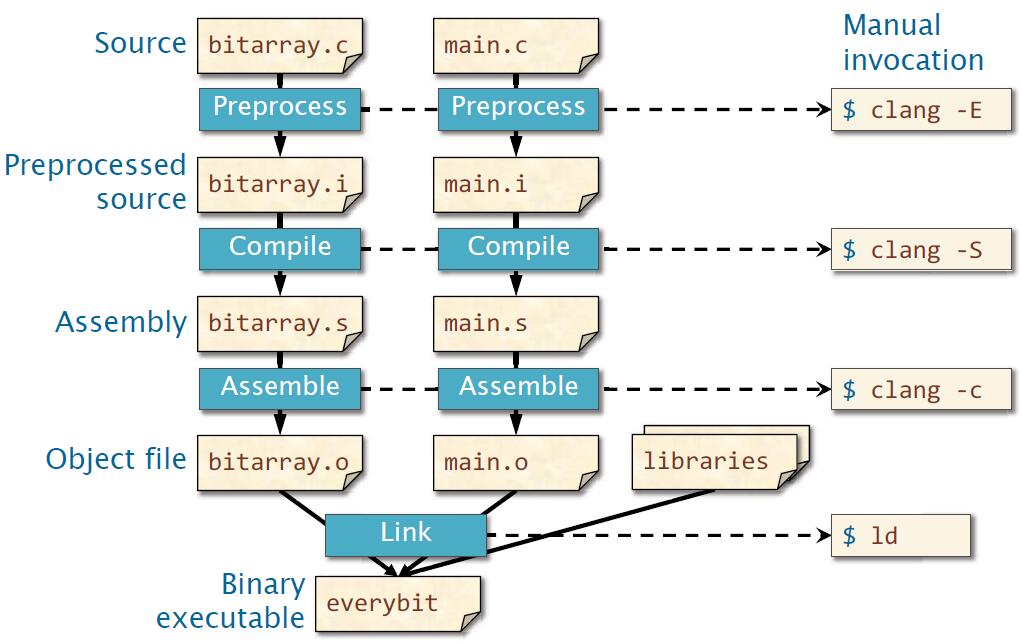 Source
bitarray.c
main.c
Manual
invocation
Preprocess
Preprocess
$ clang -E
Preprocessed
source
bitarray.i
main.i
Compile
Compile
$ clang -S
Assembly
bitarray.s
main.s
Assemble
Assemble
$ clang -c
Object file
bitarray.o
main.o
libraries
Link
$ ld
Binary
executable
everybit